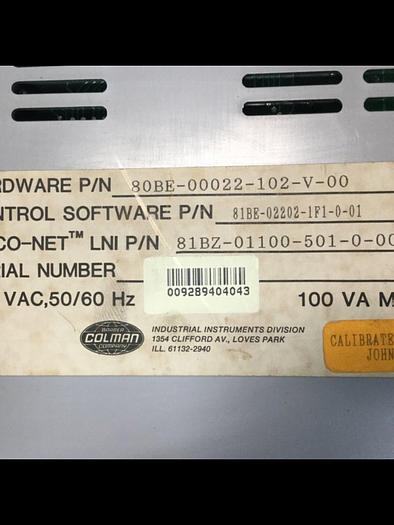 RDWARE P/N 80BE-00022-102-V-00
NTROL SOFTWARE P/N 81BE-02202-1F1-0-01
CO-NET™ LNI P/N 81BZ-01100-501-0-00
RIAL NUMBER
VAC, 50/60 Hz
009289404043
100 VA M
BARBER
COLMAN
COMPANY
INDUSTRIAL INSTRUMENTS DIVISION
1354 CLIFFORD AV., LOVES PARK
ILL. 61132-2940
CALIBRATE
JOHN